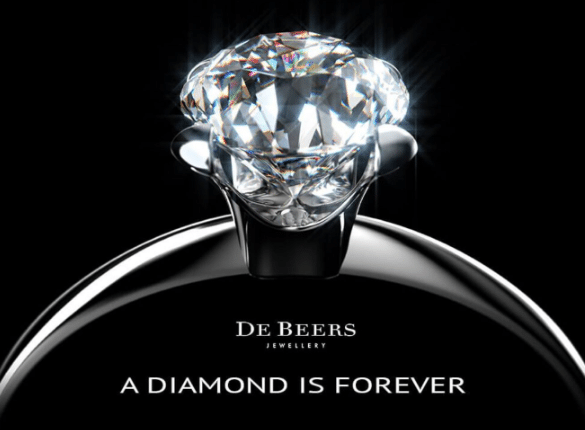 DE BEERS
JEWELLERY
A DIAMOND IS FOREVER